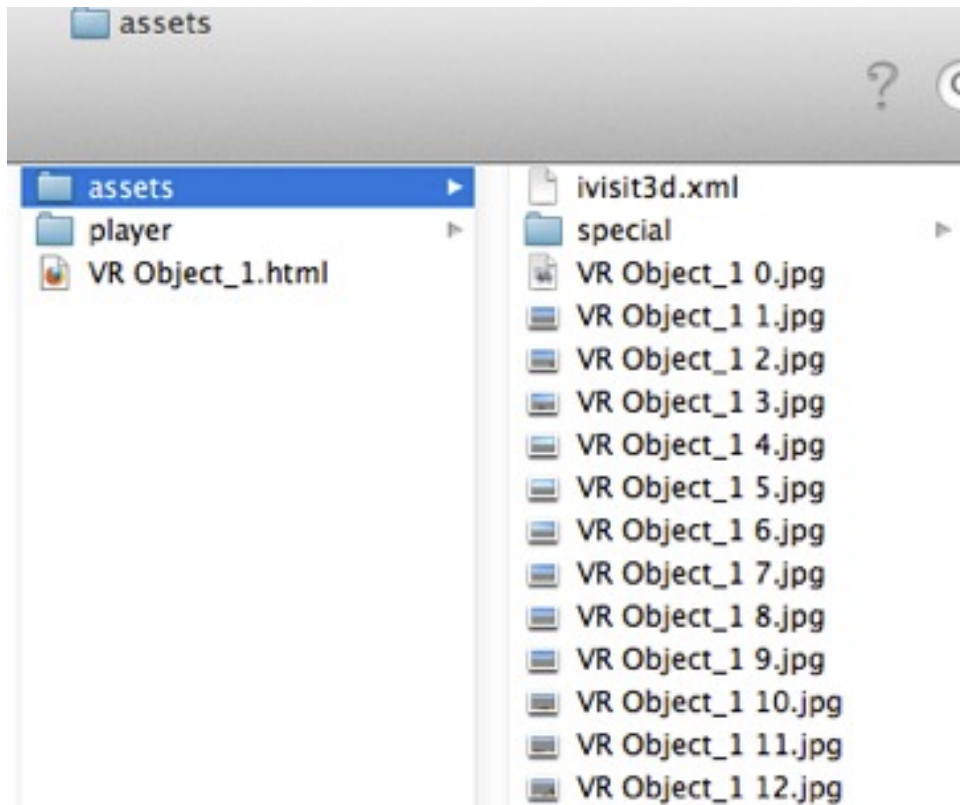 assets
?
assets
player
VR Object_1.html
ivisit3d.xml
special
VR Object_1 0.jpg
VR Object_1 1.jpg
VR Object_1 2.jpg
VR Object_1 3.jpg
VR Object_1 4.jpg
VR Object_1 5.jpg
VR Object_1 6.jpg
VR Object_1 7.jpg
VR Object_1 8.jpg
VR Object_1 9.jpg
VR Object_1 10.jpg
VR Object_1 11.jpg
VR Object_1 12.jpg